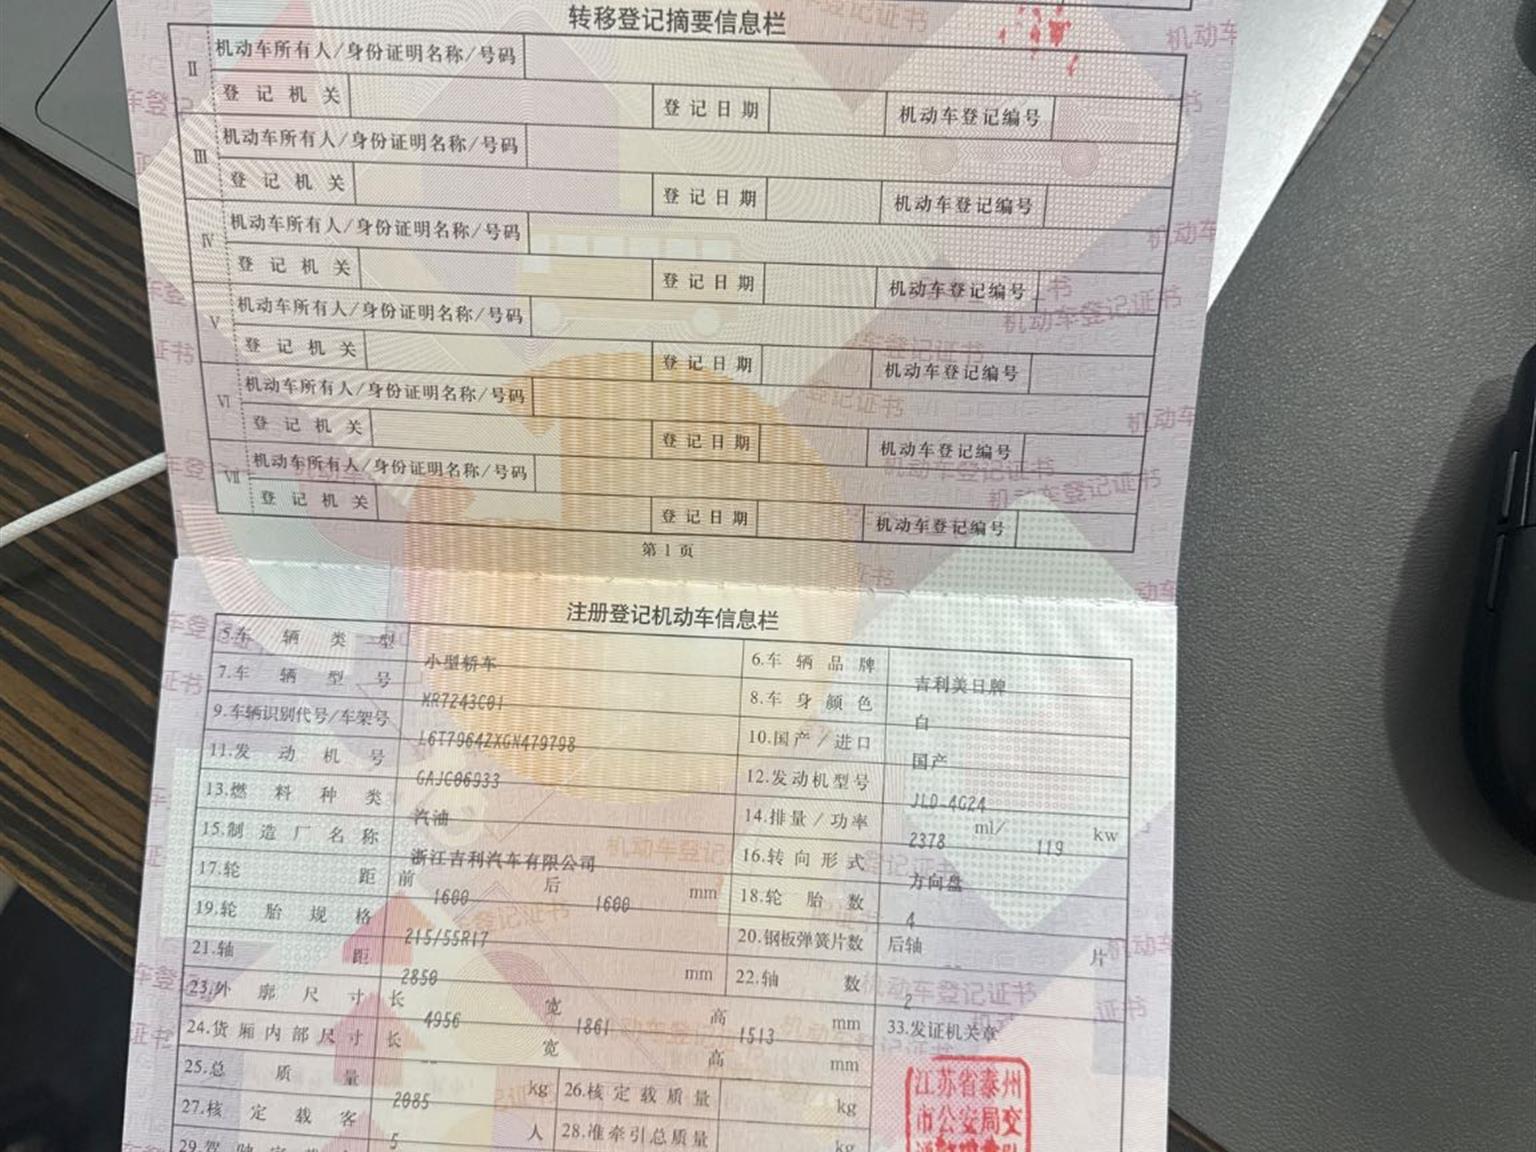 转移登记摘要信息栏
Ⅱ 机动车所有人/身份证明名称/号码
登记机关 登记日期 机动车登记编号
Ⅲ 机动车所有人/身份证明名称/号码
登记机关 登记日期 机动车登记编号
Ⅳ 机动车所有人/身份证明名称/号码
登记机关 登记日期 机动车登记编号
Ⅴ 机动车所有人/身份证明名称/号码
登记机关 登记日期 机动车登记编号
Ⅵ 机动车所有人/身份证明名称/号码
登记机关 登记日期 机动车登记编号
Ⅶ 机动车所有人/身份证明名称/号码
登记机关 登记日期 机动车登记编号
第1页
注册登记机动车信息栏
5.车辆类型 小型轿车 6.车辆品牌 吉利美日牌
7.车辆型号 MR7243C01 8.车身颜色 白
9.车辆识别代号/车架号 L6T7964ZXGN479798 10.国产/进口 国产
11.发动机号 GAJC06933 12.发动机型号 JLD-4G24
13.燃料种类 汽油 14.排量/功率 2378 ml/ 119 kw
15.制造厂名称 浙江吉利汽车有限公司 16.转向形式 方向盘
17.轮距 前 1600 后 1600 mm 18.轮胎数 4
19.轮胎规格 215/55R17 20.钢板弹簧片数 后轴 -- 片
21.轴距 2850 mm 22.轴数 2
23.外廓尺寸 长 4956 宽 1861 高 1513 mm 33.发证机关章
24.货厢内部尺寸 长 -- 宽 高 mm
25.总质量 2085 kg 26.核定载质量 kg
江苏省泰州
27.核定载客 5 人 28.准牵引总质量 kg
市公安局交